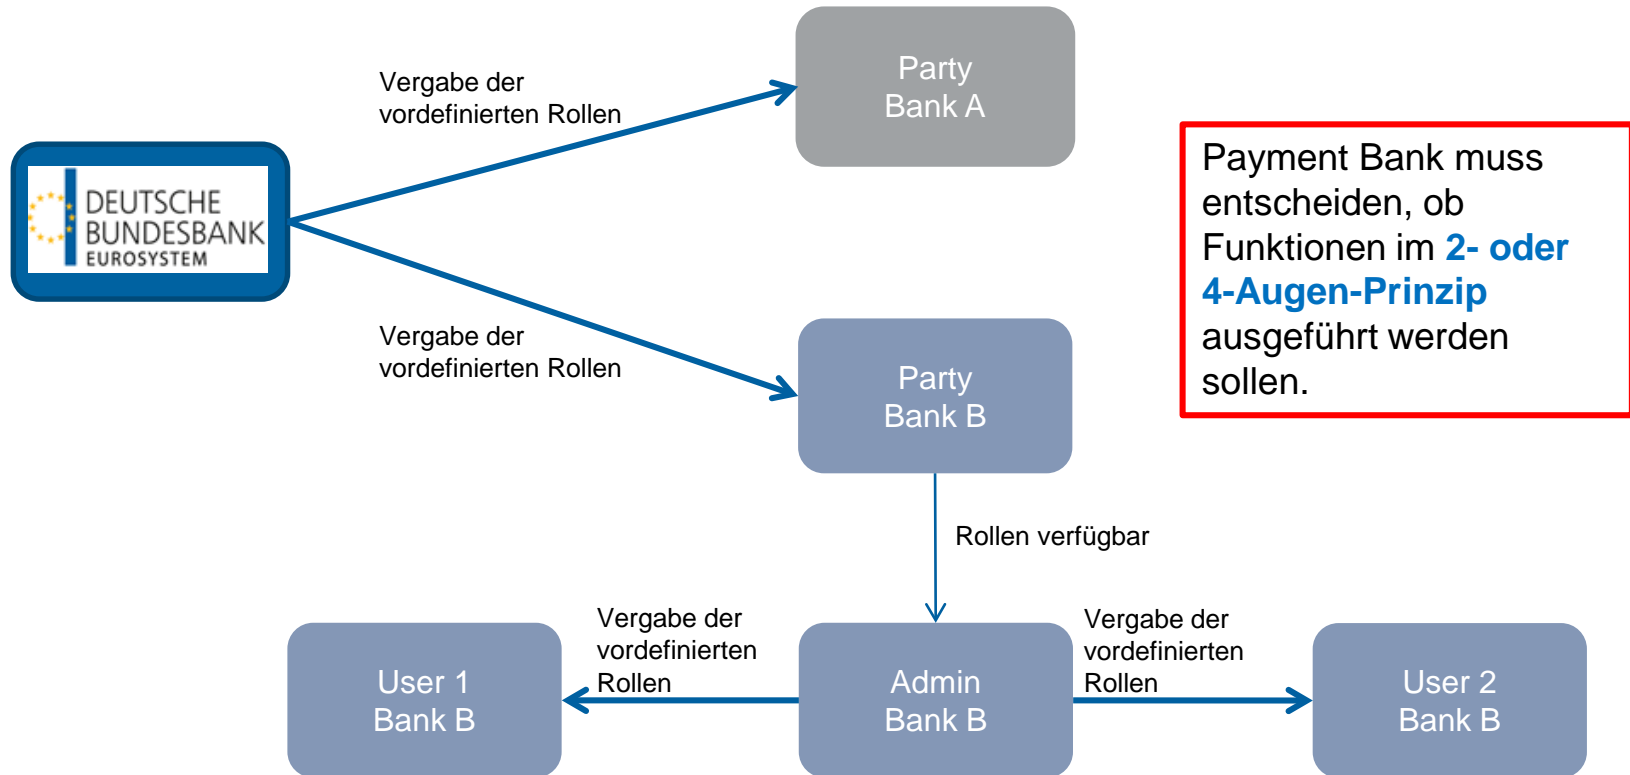 Party
Bank A
Vergabe der
vordefinierten Rollen
DEUTSCHE
BUNDESBANK
EUROSYSTEM
Payment Bank muss
entscheiden, ob
Funktionen im 2- oder
4-Augen-Prinzip
ausgeführt werden
sollen.
Vergabe der
vordefinierten Rollen
Party
Bank B
Rollen verfügbar
User 1
Bank B
Vergabe der
vordefinierten
Rollen
Admin
Bank B
Vergabe der
vordefinierten
Rollen
User 2
Bank B